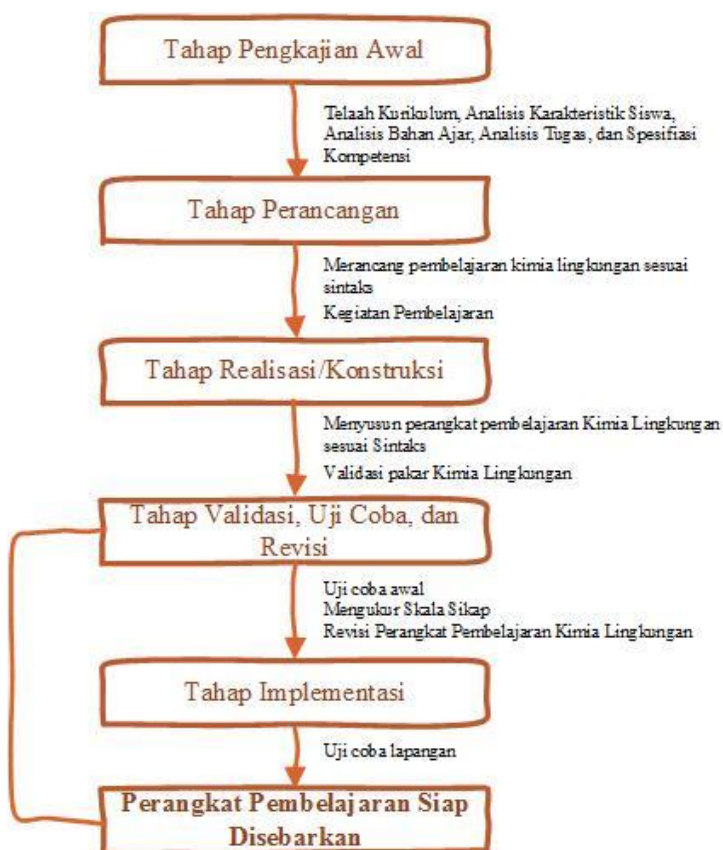 Tahap Pengkajian Awal
Telaah Kurikulum, Analisis Karakteristik Siswa,
Analisis Bahan Ajar, Analisis Tugas, dan Spesifiasi
Kompetensi
Tahap Perancangan
Merancang pembelajaran kimia lingkungan sesuai
sintaks
Kegiatan Pembelajaran
Tahap Realisasi/Konstruksi
Menyusun perangkat pembelajaran Kimia Lingkungan
sesuai Sintaks
Validasi pakar Kimia Lingkungan
Tahap Validasi, Uji Coba, dan
Revisi
Uji coba awal
Mengukur Skala Sikap
Revisi Perangkat Pembelajaran Kimia Lingkungan
Tahap Implementasi
Uji coba lapangan
Perangkat Pembelajaran Siap
Disebarkan